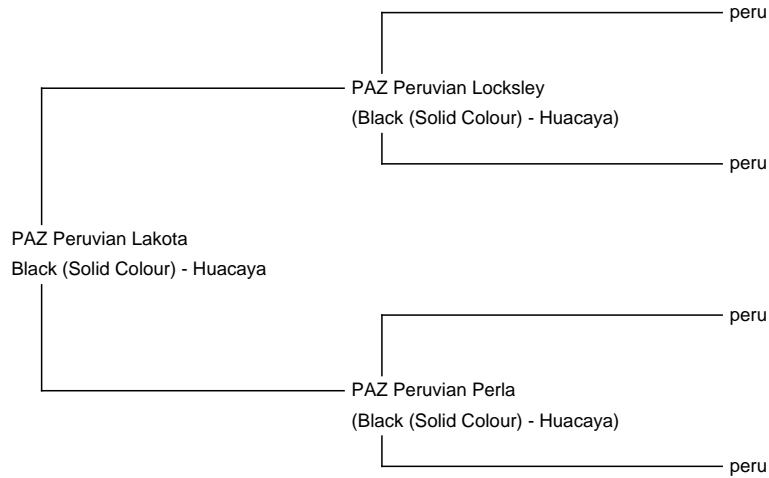 peru
PAZ Peruvian Locksley
(Black (Solid Colour) - Huacaya)
peru
PAZ Peruvian Lakota
Black (Solid Colour) - Huacaya
peru
PAZ Peruvian Perla
(Black (Solid Colour) - Huacaya)
peru